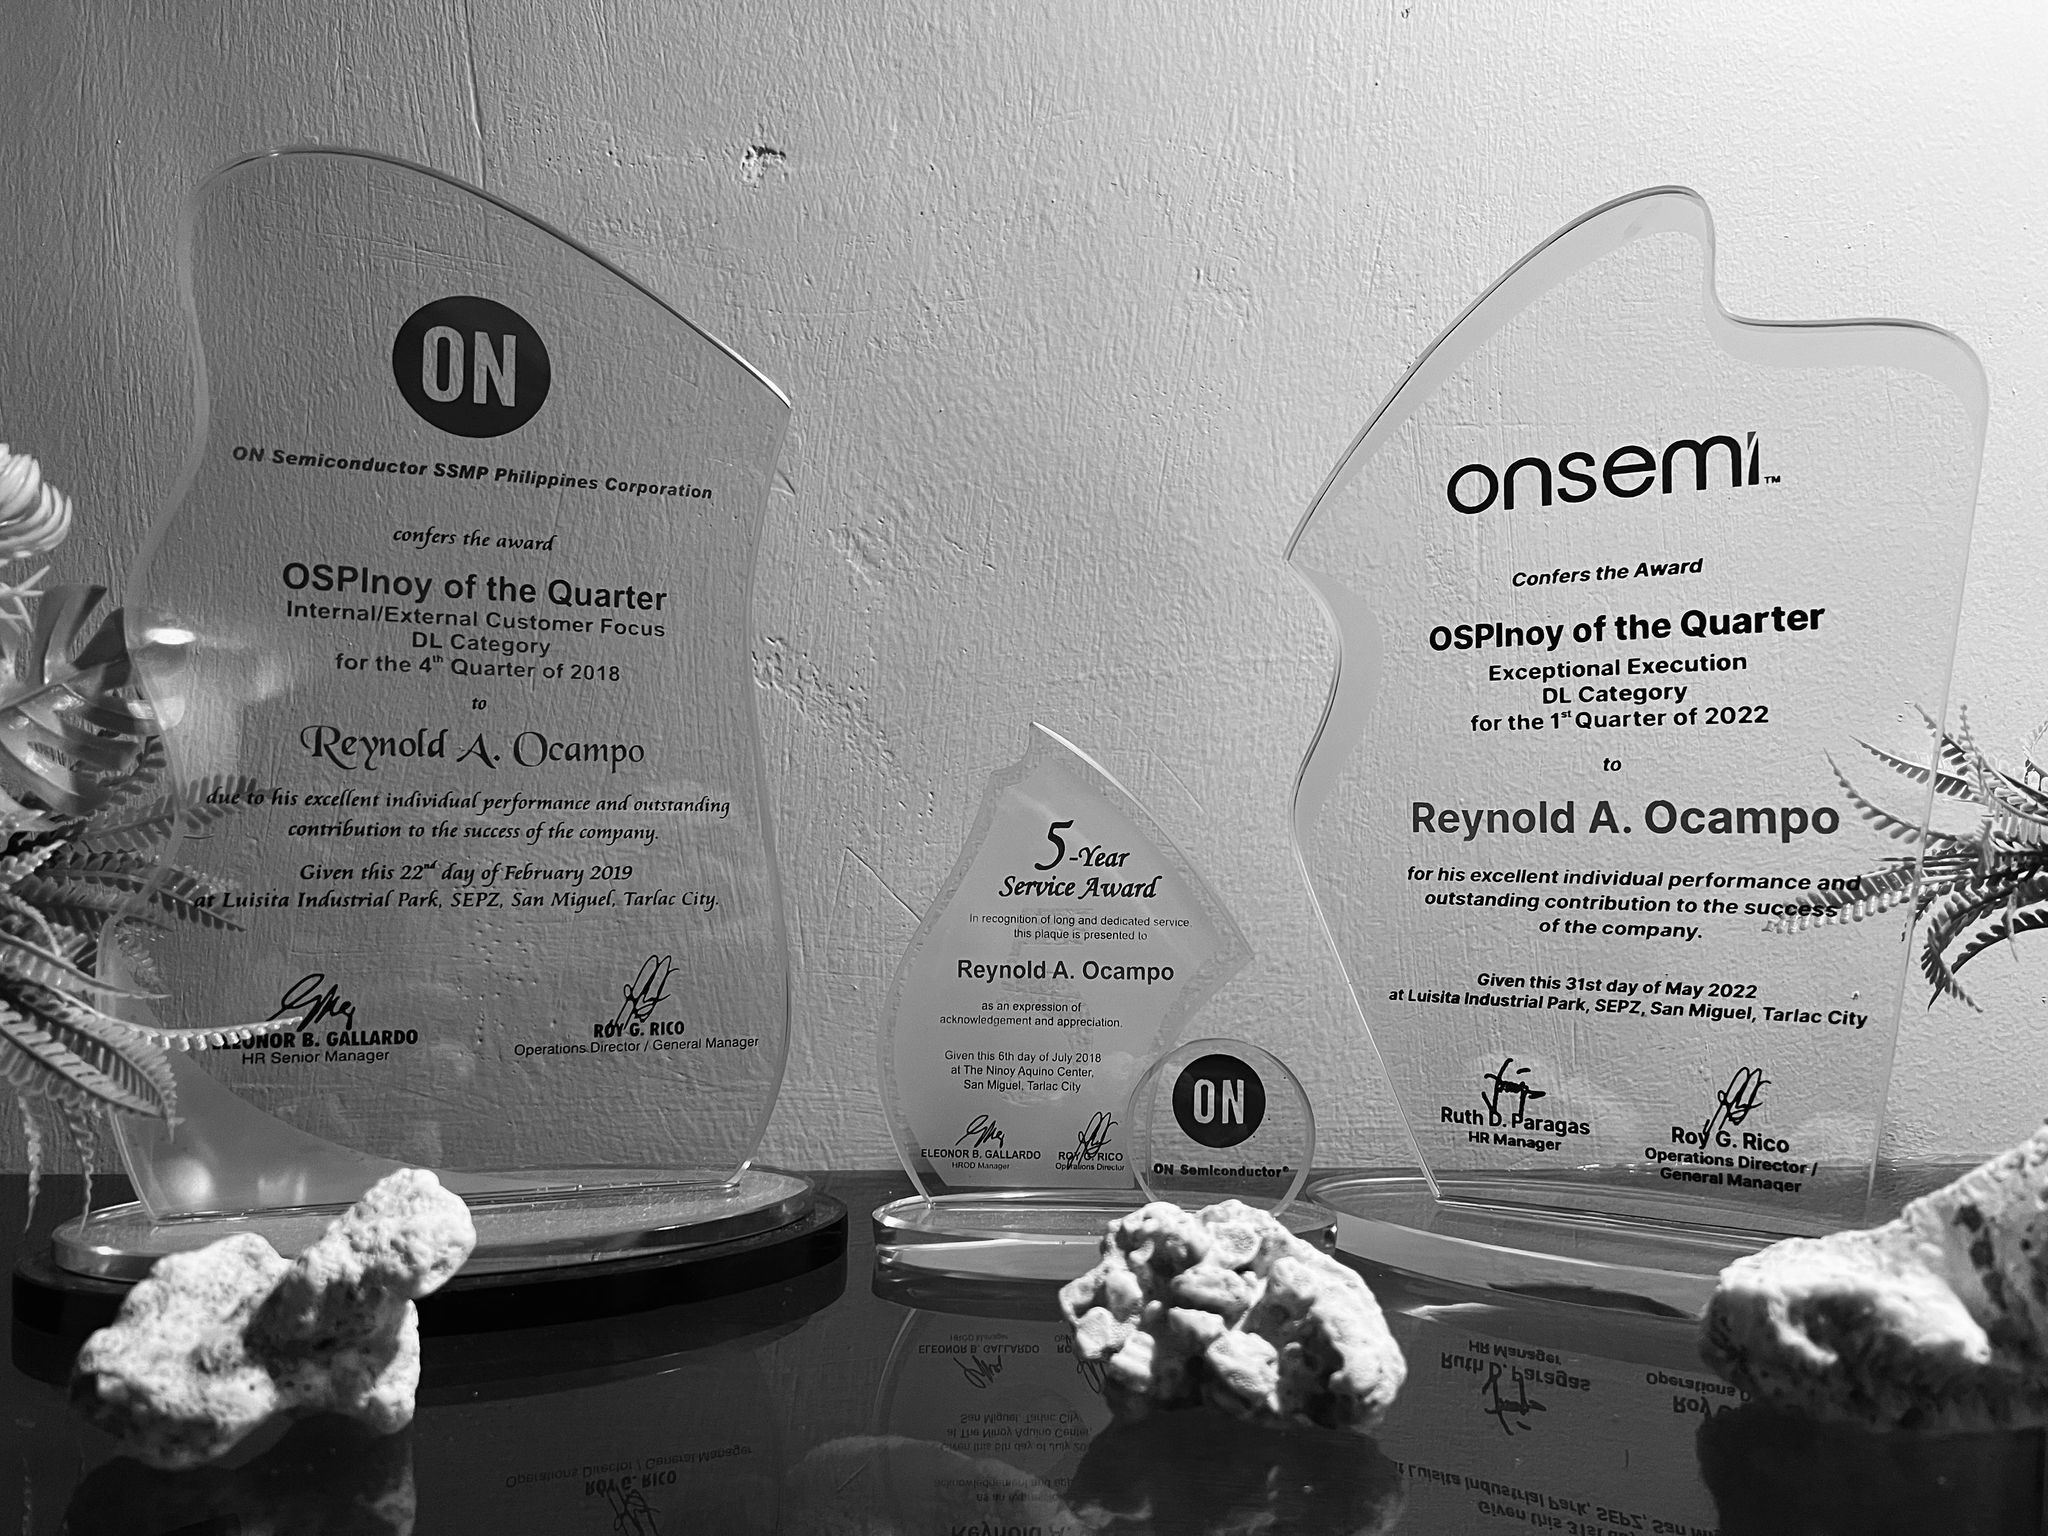 ON
ON Semiconductor SSMP Philippines Corporation
confers the award
OSPInoy of the Quarter
Internal/External Customer Focus
DL Category
for the 4th Quarter of 2018
to
Reynold A. Ocampo
due to his excellent individual performance and outstanding
contribution to the success of the company.
Given this 22nd day of February 2019
at Luisita Industrial Park, SEPZ, San Miguel, Tarlac City.
ELEONOR B. GALLARDO
HR Senior Manager
ROY G. RICO
Operations Director / General Manager
5-Year
Service Award
In recognition of long and dedicated service,
this plaque is presented to
Reynold A. Ocampo
as an expression of
acknowledgement and appreciation.
Given this 6th day of July 2018
at The Ninoy Aquino Center,
San Miguel, Tarlac City
ELEONOR B. GALLARDO
HROD Manager
ROY G. RICO
Operations Director
ON
ON Semiconductor®
onsemi™
Confers the Award
OSPInoy of the Quarter
Exceptional Execution
DL Category
for the 1st Quarter of 2022
to
Reynold A. Ocampo
for his excellent individual performance and
outstanding contribution to the success
of the company.
Given this 31st day of May 2022
at Luisita Industrial Park, SEPZ, San Miguel, Tarlac City
Ruth D. Paragas
HR Manager
Roy G. Rico
Operations Director /
General Manager